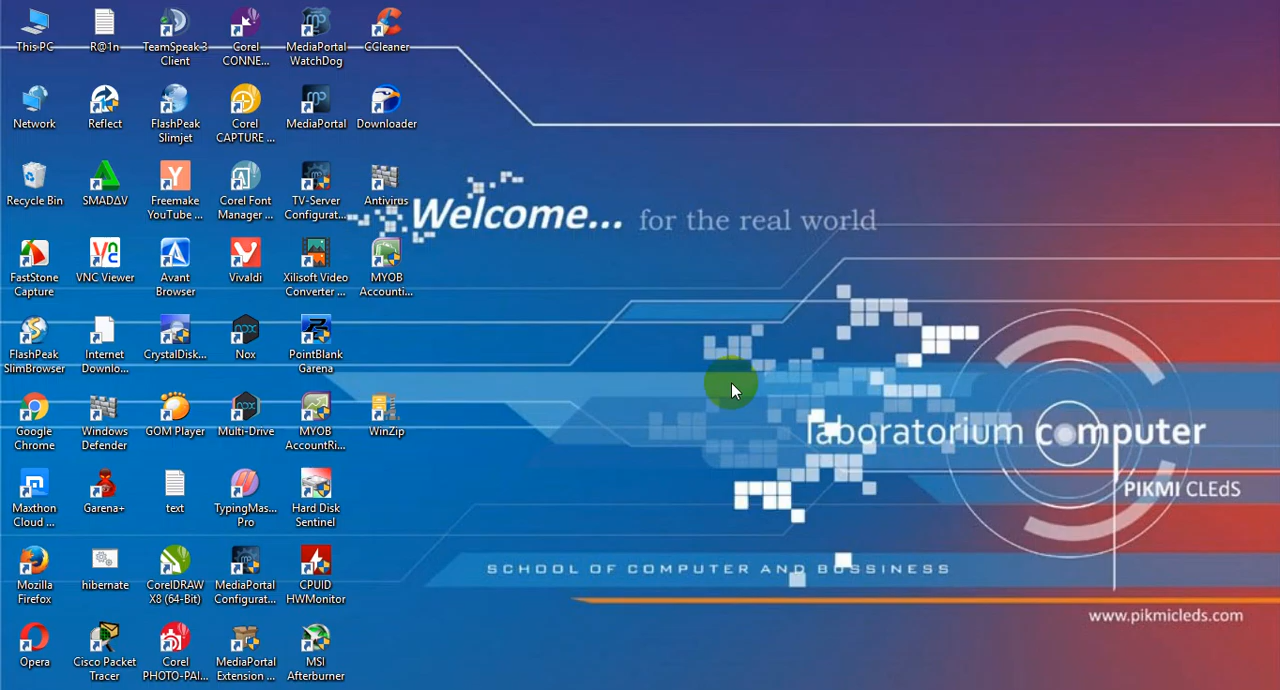 This PC
R@1n
TeamSpeak 3
Client
Corel
CONNE...
MediaPortal
WatchDog
CCleaner
Network
Reflect
FlashPeak
Slimjet
Corel
CAPTURE ...
MediaPortal
Downloader
Recycle Bin
SMADΔV
Freemake
YouTube ...
Corel Font
Manager ...
TV-Server
Configurat...
Antivirus
Welcome... for the real world
FastStone
Capture
VNC Viewer
Avant
Browser
Vivaldi
Xilisoft Video
Converter ...
MYOB
Accounti...
FlashPeak
SlimBrowser
Internet
Downlo...
CrystalDisk...
Nox
PointBlank
Garena
Google
Chrome
Windows
Defender
GOM Player
Multi-Drive
MYOB
AccountRi...
WinZip
laboratorium computer
PIKMI CLEdS
Maxthon
Cloud ...
Garena+
text
TypingMas...
Pro
Hard Disk
Sentinel
Mozilla
Firefox
hibernate
CorelDRAW
X8 (64-Bit)
MediaPortal
Configurat...
CPUID
HWMonitor
SCHOOL OF COMPUTER AND BUSSINESS
www.pikmicleds.com
Opera
Cisco Packet
Tracer
Corel
PHOTO-PAI...
MediaPortal
Extension ...
MSI
Afterburner